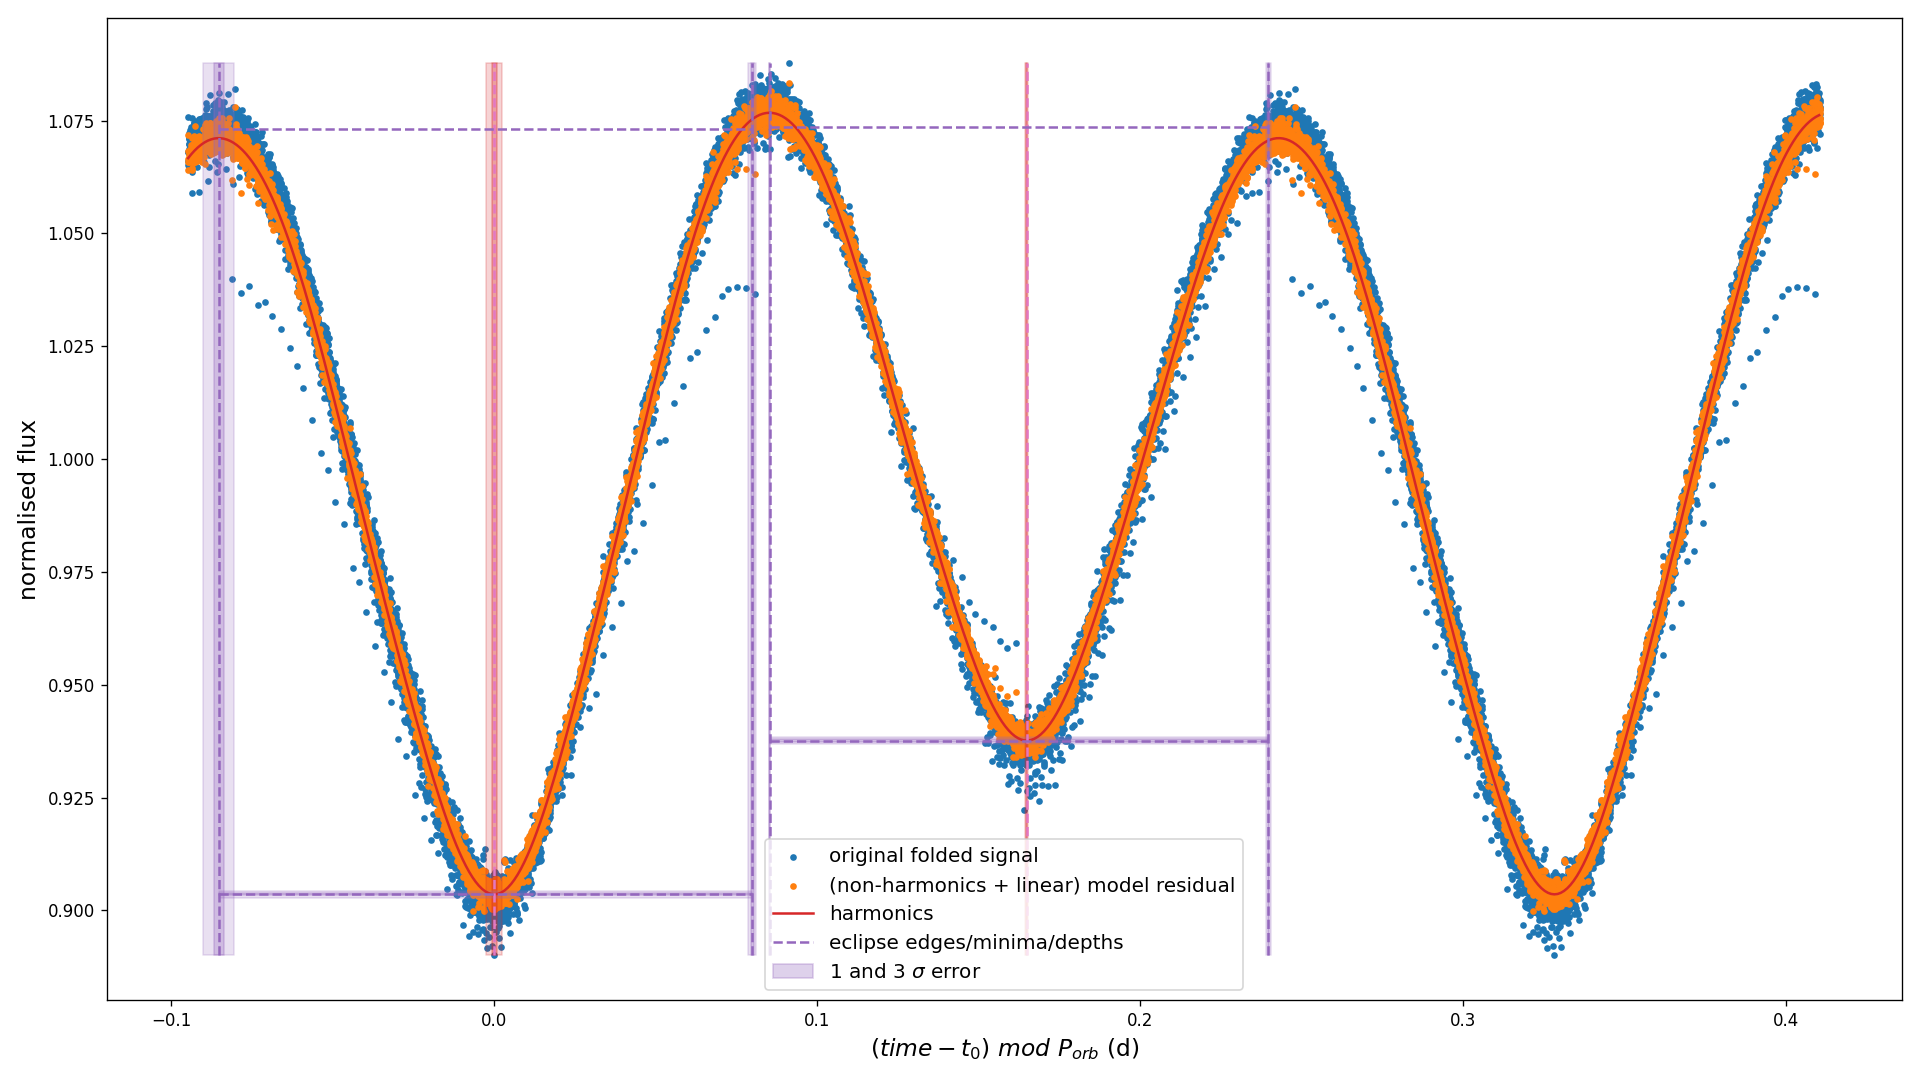 normalised flux
1.075
1.050
1.025
1.000
0.975
0.950
0.925
0.900
original folded signal
(non-harmonics + linear) model residual
harmonics
eclipse edges/minima/depths
1 and 3 σ error
−0.1
0.0
0.1
0.2
0.3
0.4
(time − t₀) mod P_orb (d)